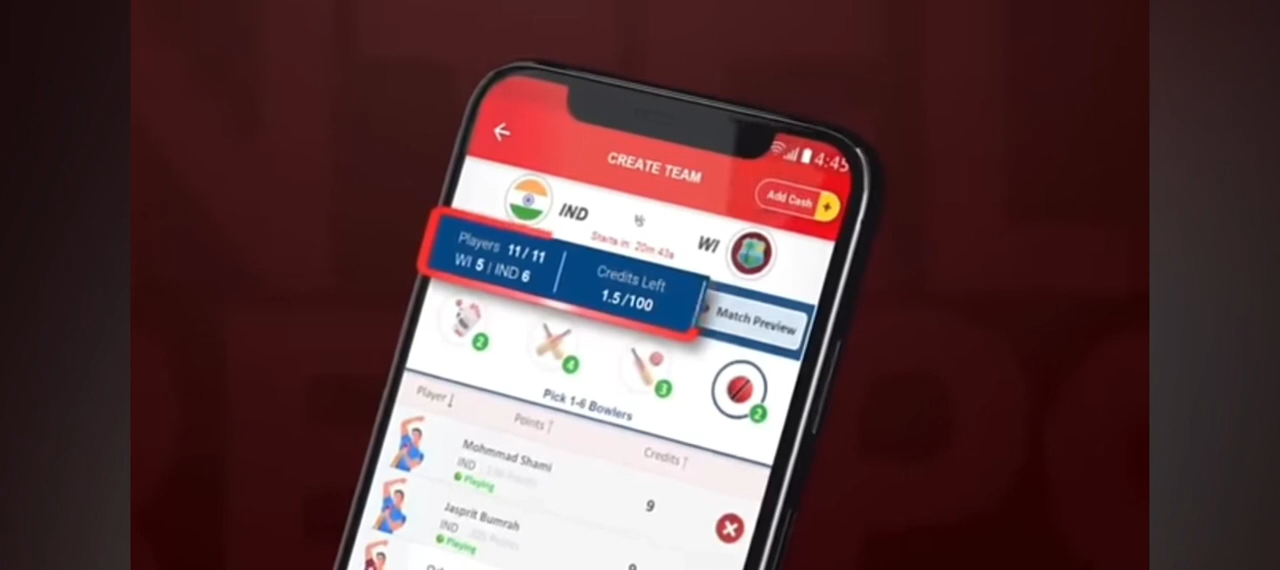 4:45
CREATE TEAM
Add Cash +
IND
vs
WI
Starts in: 20m 43s
Players 11/11
WI 5 | IND 6
Credits Left
1.5/100
Match Preview
2
4
3
2
Pick 1-6 Bowlers
Player↓
Points↑
Credits↑
Mohmmad Shami
IND
Playing
9
Jasprit Bumrah
IND
Playing
9